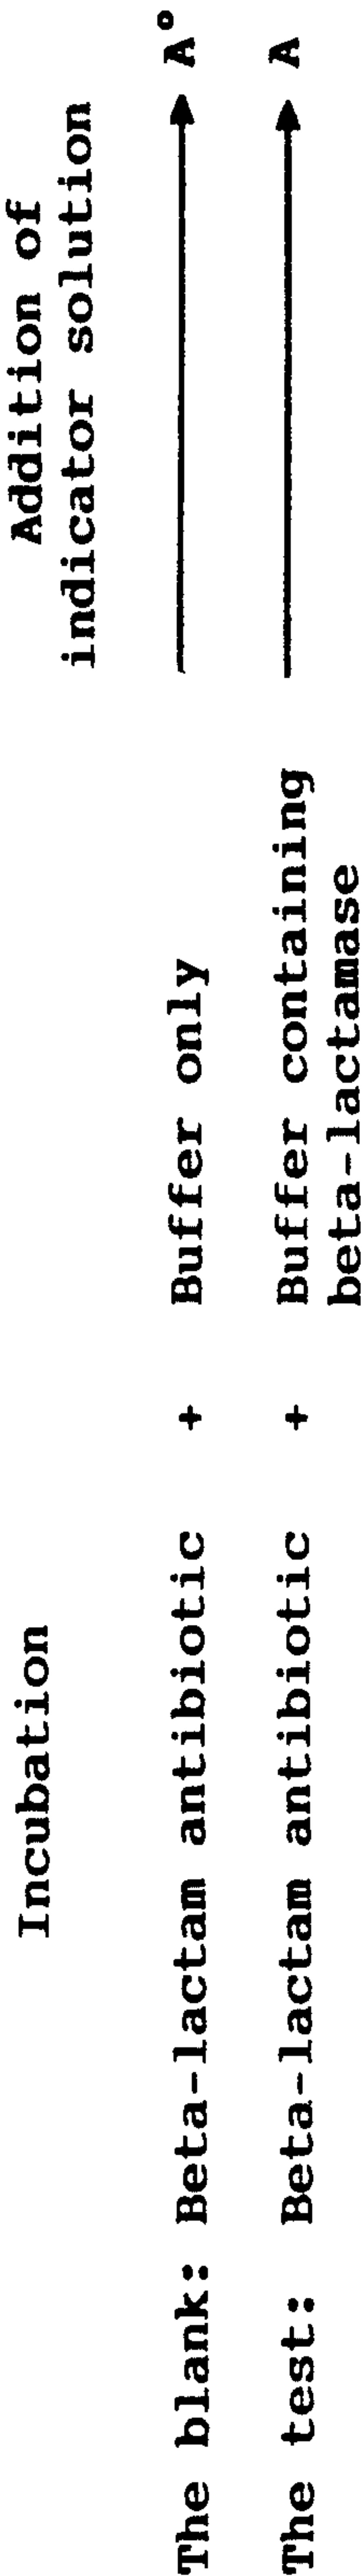 Incubation
Addition of
indicator solution
The blank: Beta-lactam antibiotic + Buffer only A°
The test: Beta-lactam antibiotic + Buffer containing A
beta-lactamase